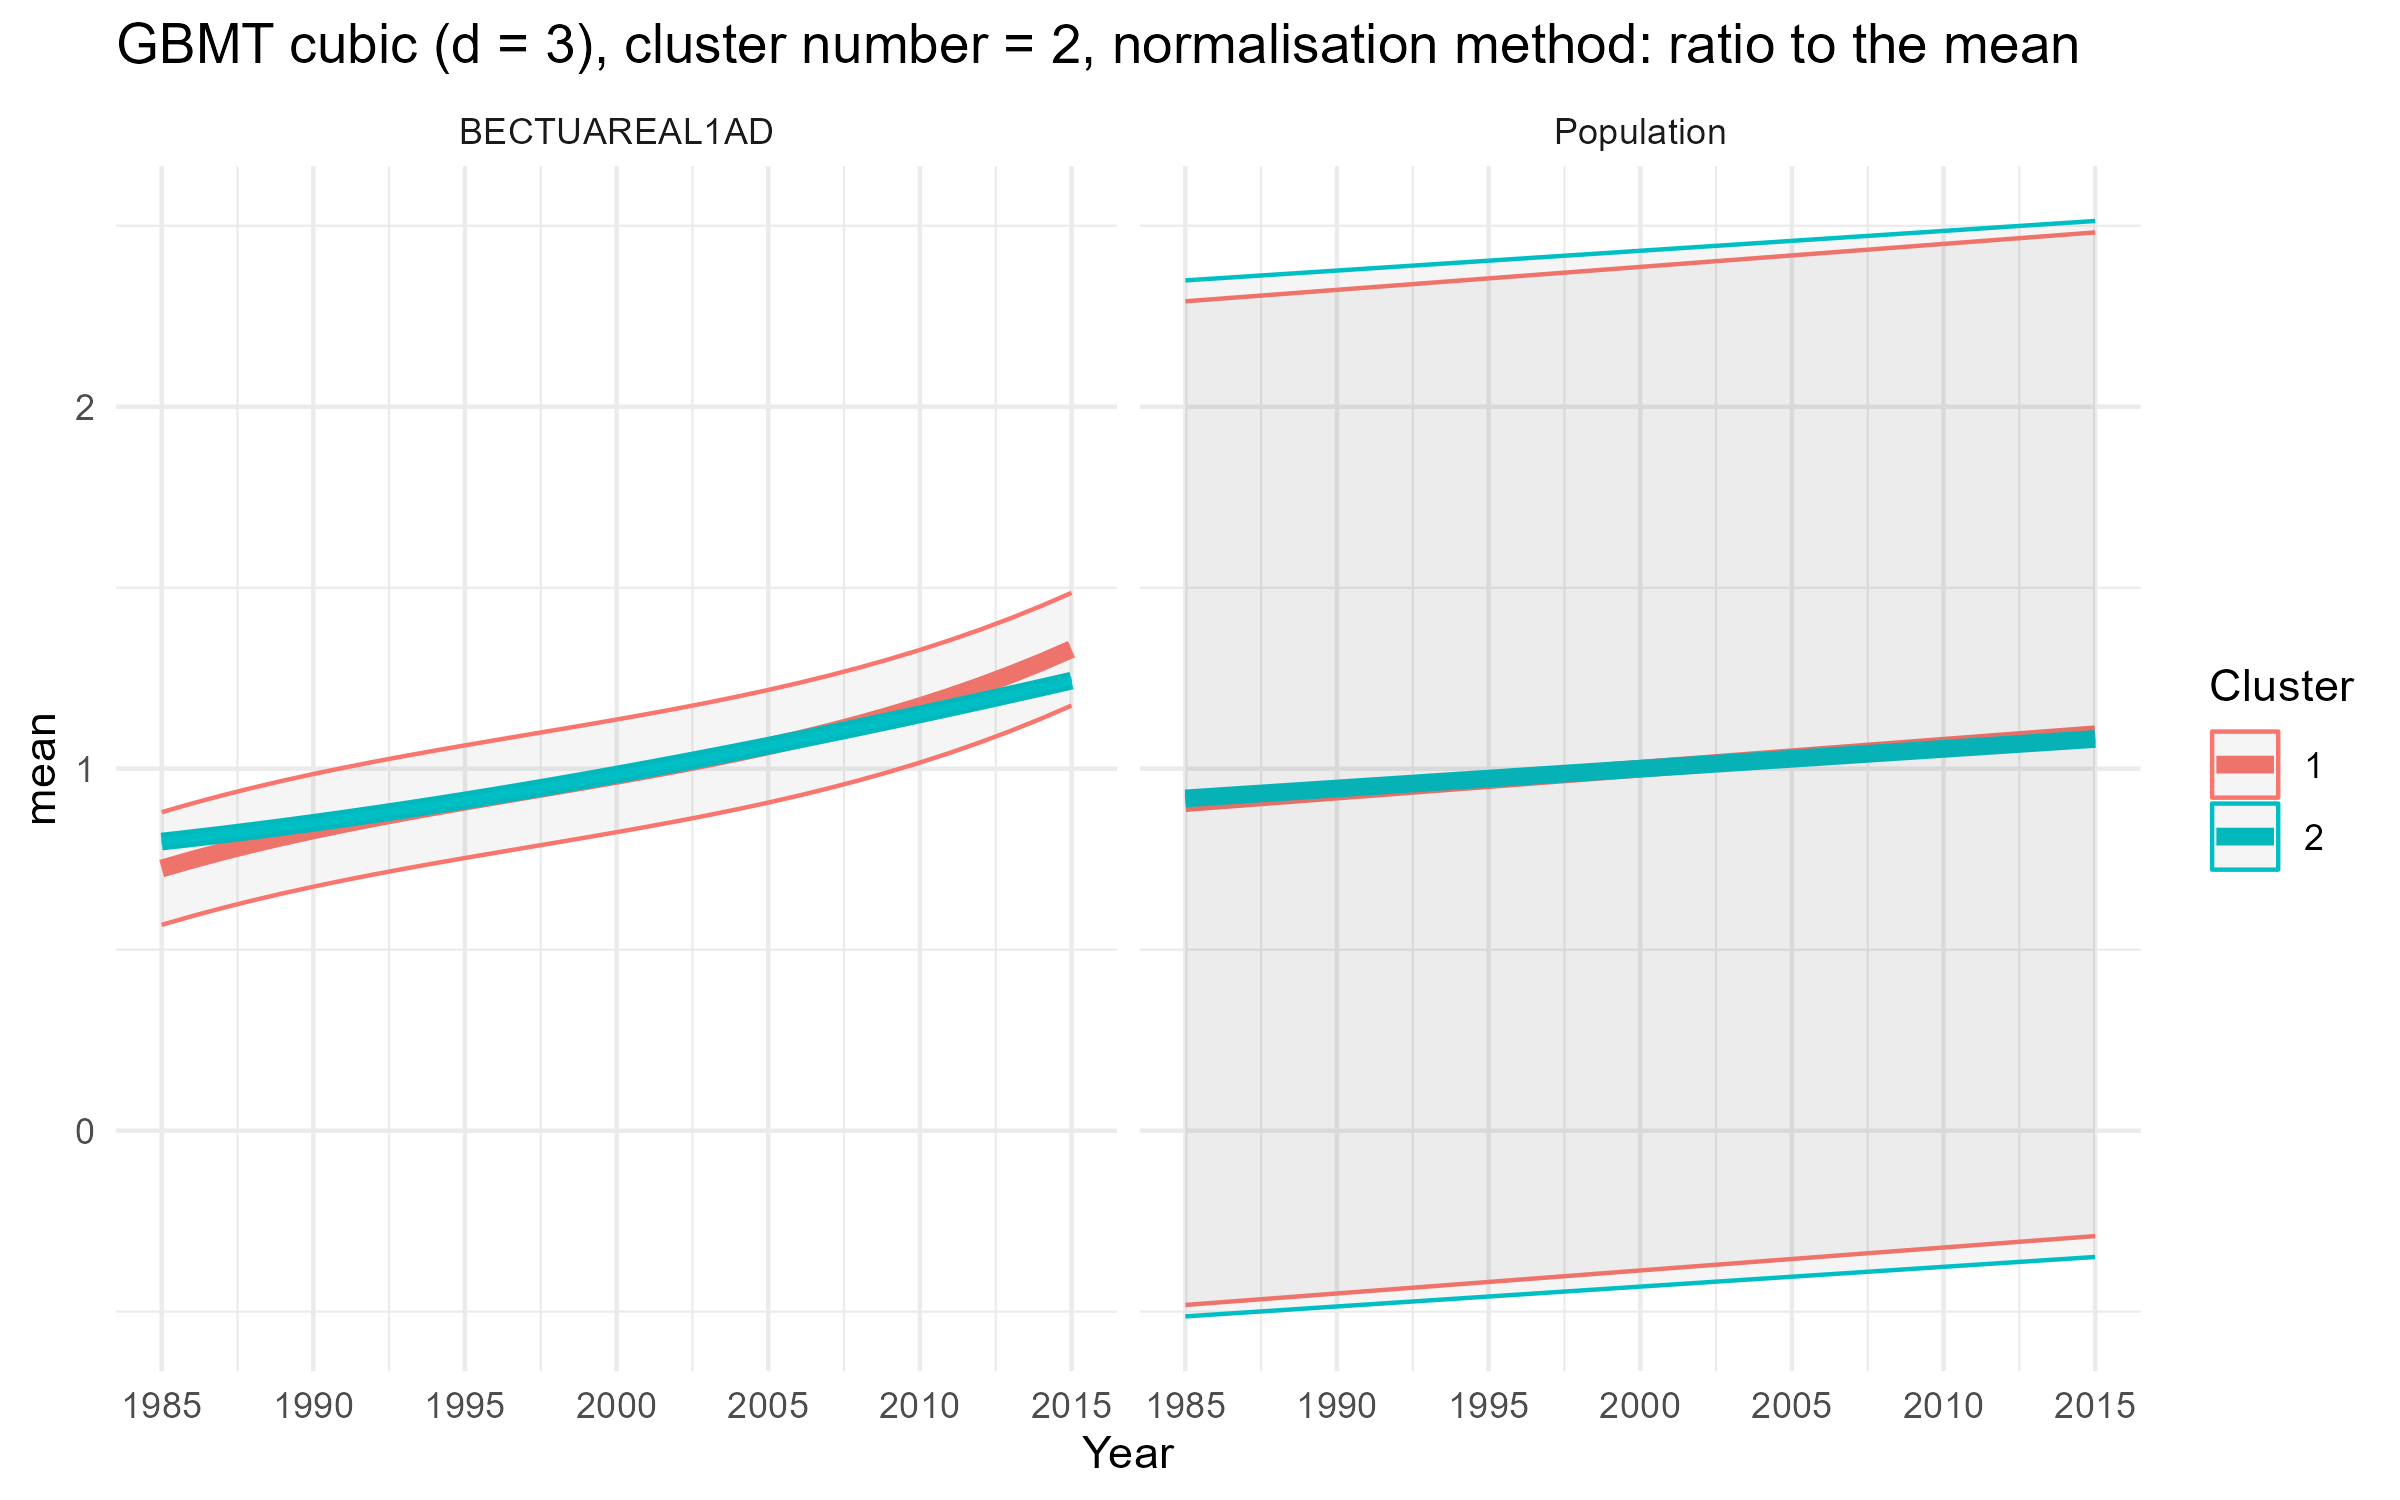 GBMT cubic (d = 3), cluster number = 2, normalisation method: ratio to the mean
BECTUAREAL1AD
Population
mean
2
1
0
1985 1990 1995 2000 2005 2010 2015
1985 1990 1995 2000 2005 2010 2015
Year
Cluster
1
2